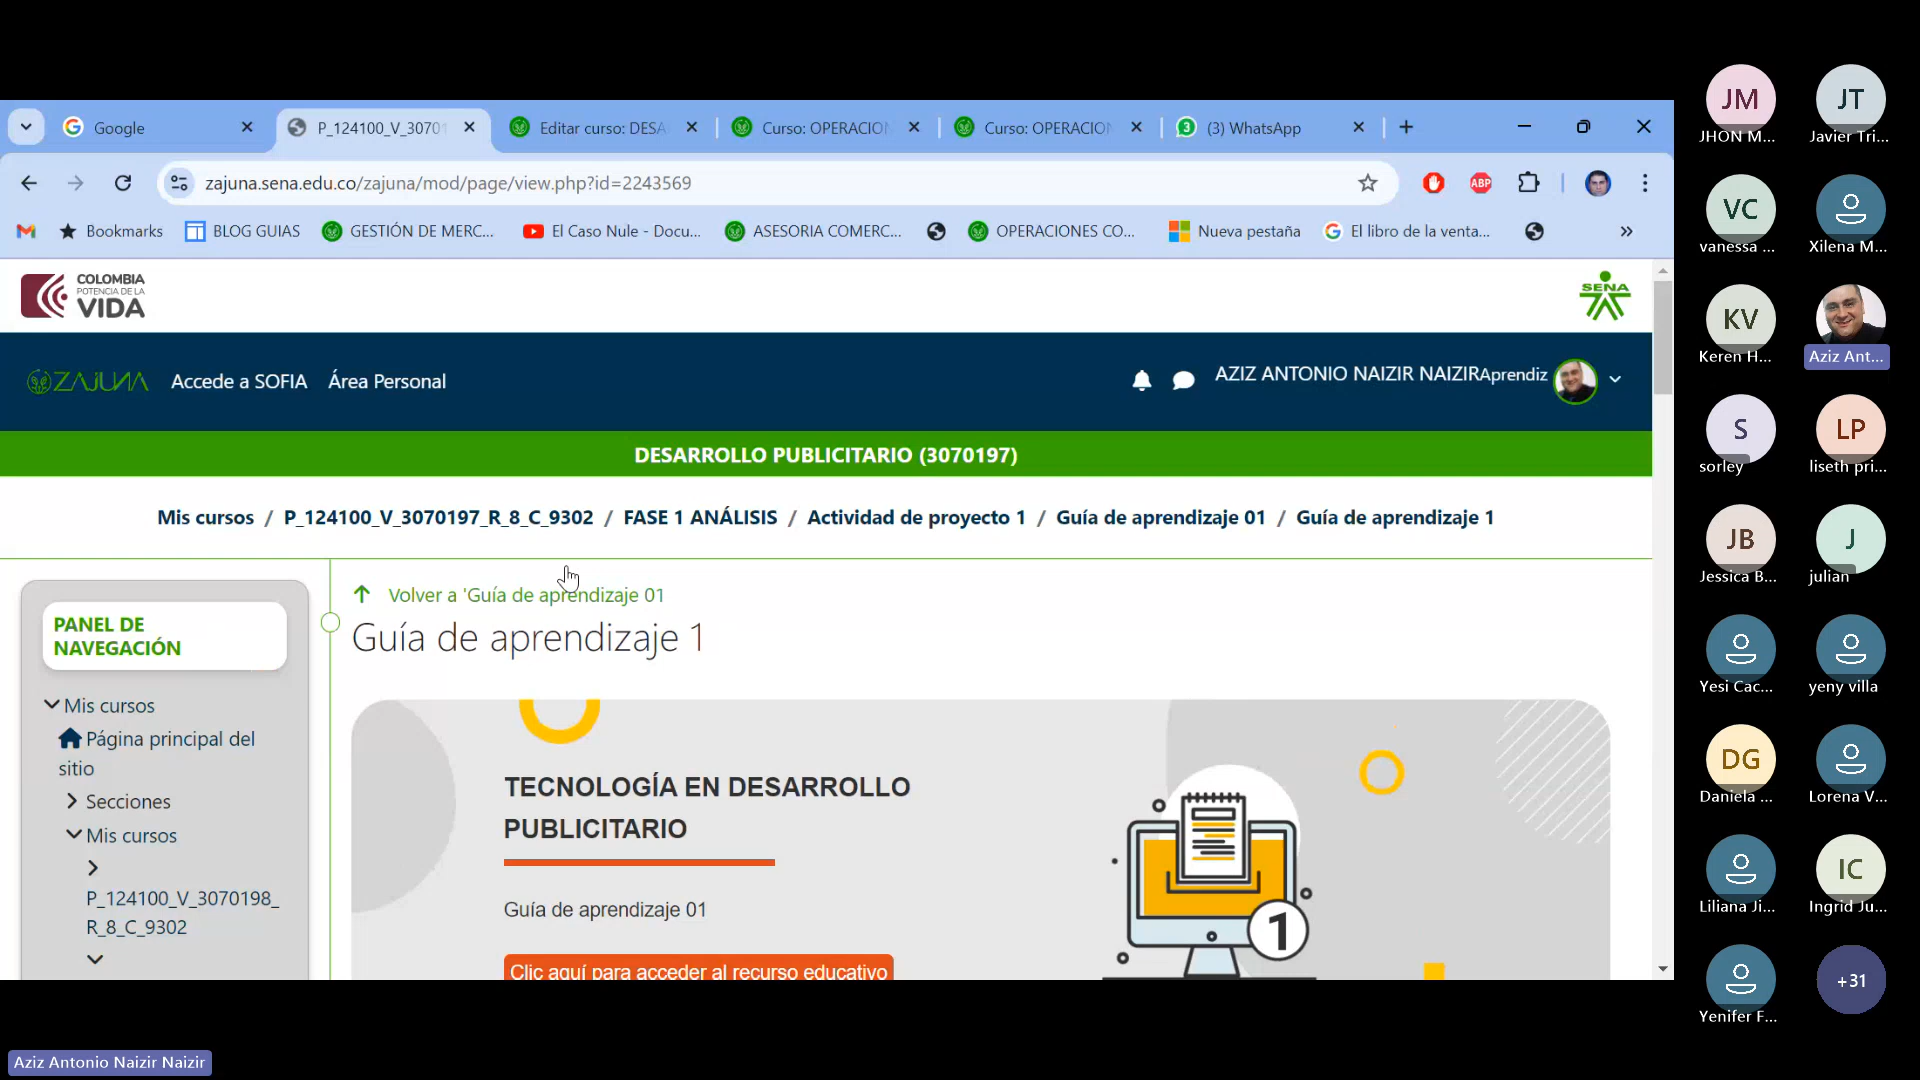 Google
P_124100_V_3070
Editar curso: DESA
Curso: OPERACION
Curso: OPERACION
(3) WhatsApp
zajuna.sena.edu.co/zajuna/mod/page/view.php?id=2243569
ABP
Bookmarks
BLOG GUIAS
GESTIÓN DE MERC...
El Caso Nule - Docu...
ASESORIA COMERC...
OPERACIONES CO...
Nueva pestaña
El libro de la venta...
COLOMBIA
POTENCIA DE LA
VIDA
SENA
ZAJUNA
Accede a SOFIA
Área Personal
AZIZ ANTONIO NAIZIR NAIZIRAprendiz
DESARROLLO PUBLICITARIO (3070197)
Mis cursos / P_124100_V_3070197_R_8_C_9302 / FASE 1 ANÁLISIS / Actividad de proyecto 1 / Guía de aprendizaje 01 / Guía de aprendizaje 1
PANEL DE
NAVEGACIÓN
Mis cursos
Página principal del
sitio
Secciones
Mis cursos
P_124100_V_3070198_
R_8_C_9302
Volver a 'Guía de aprendizaje 01
Guía de aprendizaje 1
TECNOLOGÍA EN DESARROLLO
PUBLICITARIO
Guía de aprendizaje 01
Clic aquí para acceder al recurso educativo
1
JM
JHON M...
JT
Javier Tri...
VC
vanessa ...
Xilena M...
KV
Keren H...
Aziz Ant...
S
sorley
LP
liseth pri...
JB
Jessica B...
J
julian
Yesi Cac...
yeny villa
DG
Daniela ...
Lorena V...
Liliana Ji...
IC
Ingrid Ju...
Yenifer F...
+31
Aziz Antonio Naizir Naizir